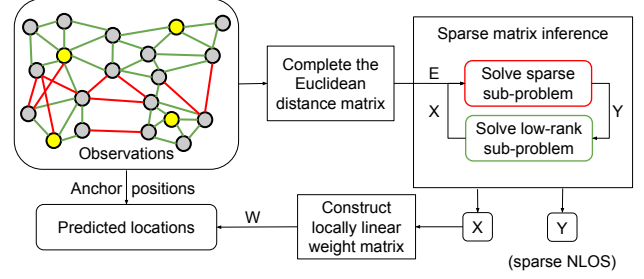 Observations
Complete the
Euclidean
distance matrix
Sparse matrix inference
E
X
Solve sparse
sub-problem
Y
Solve low-rank
sub-problem
Anchor positions
Predicted locations
W
Construct
locally linear
weight matrix
X
Y
(sparse NLOS)